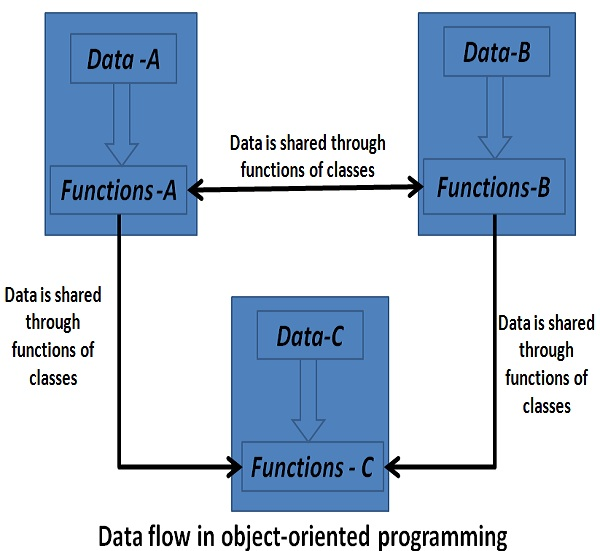 Data -A
Data-B
Data is shared through
functions of classes
Functions -A
Functions-B
Data is shared
through
functions of
classes
Data-C
Data is shared
through
functions of
classes
Functions - C
Data flow in object-oriented programming